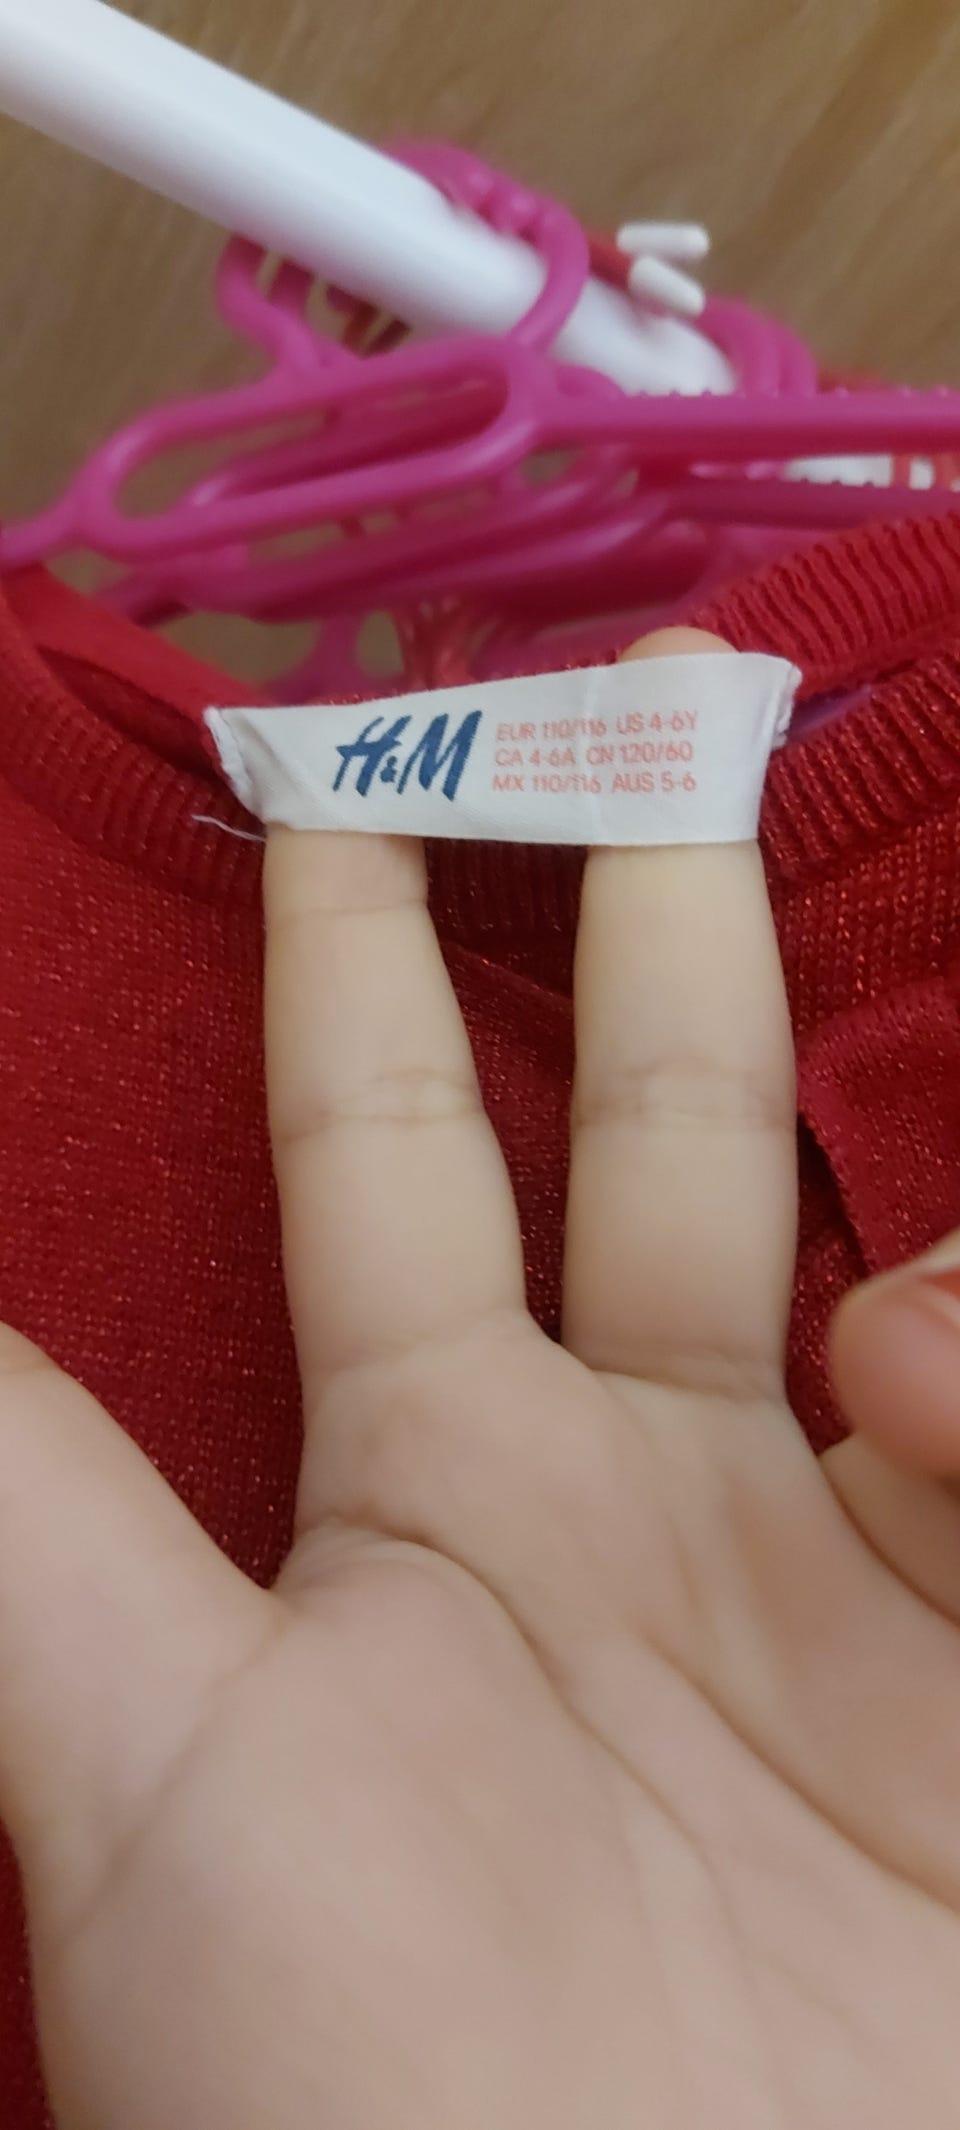 H&M
EUR 110/116 US 4-6Y
CA 4-6A CN 120/60
MX 110/116 AUS 5-6